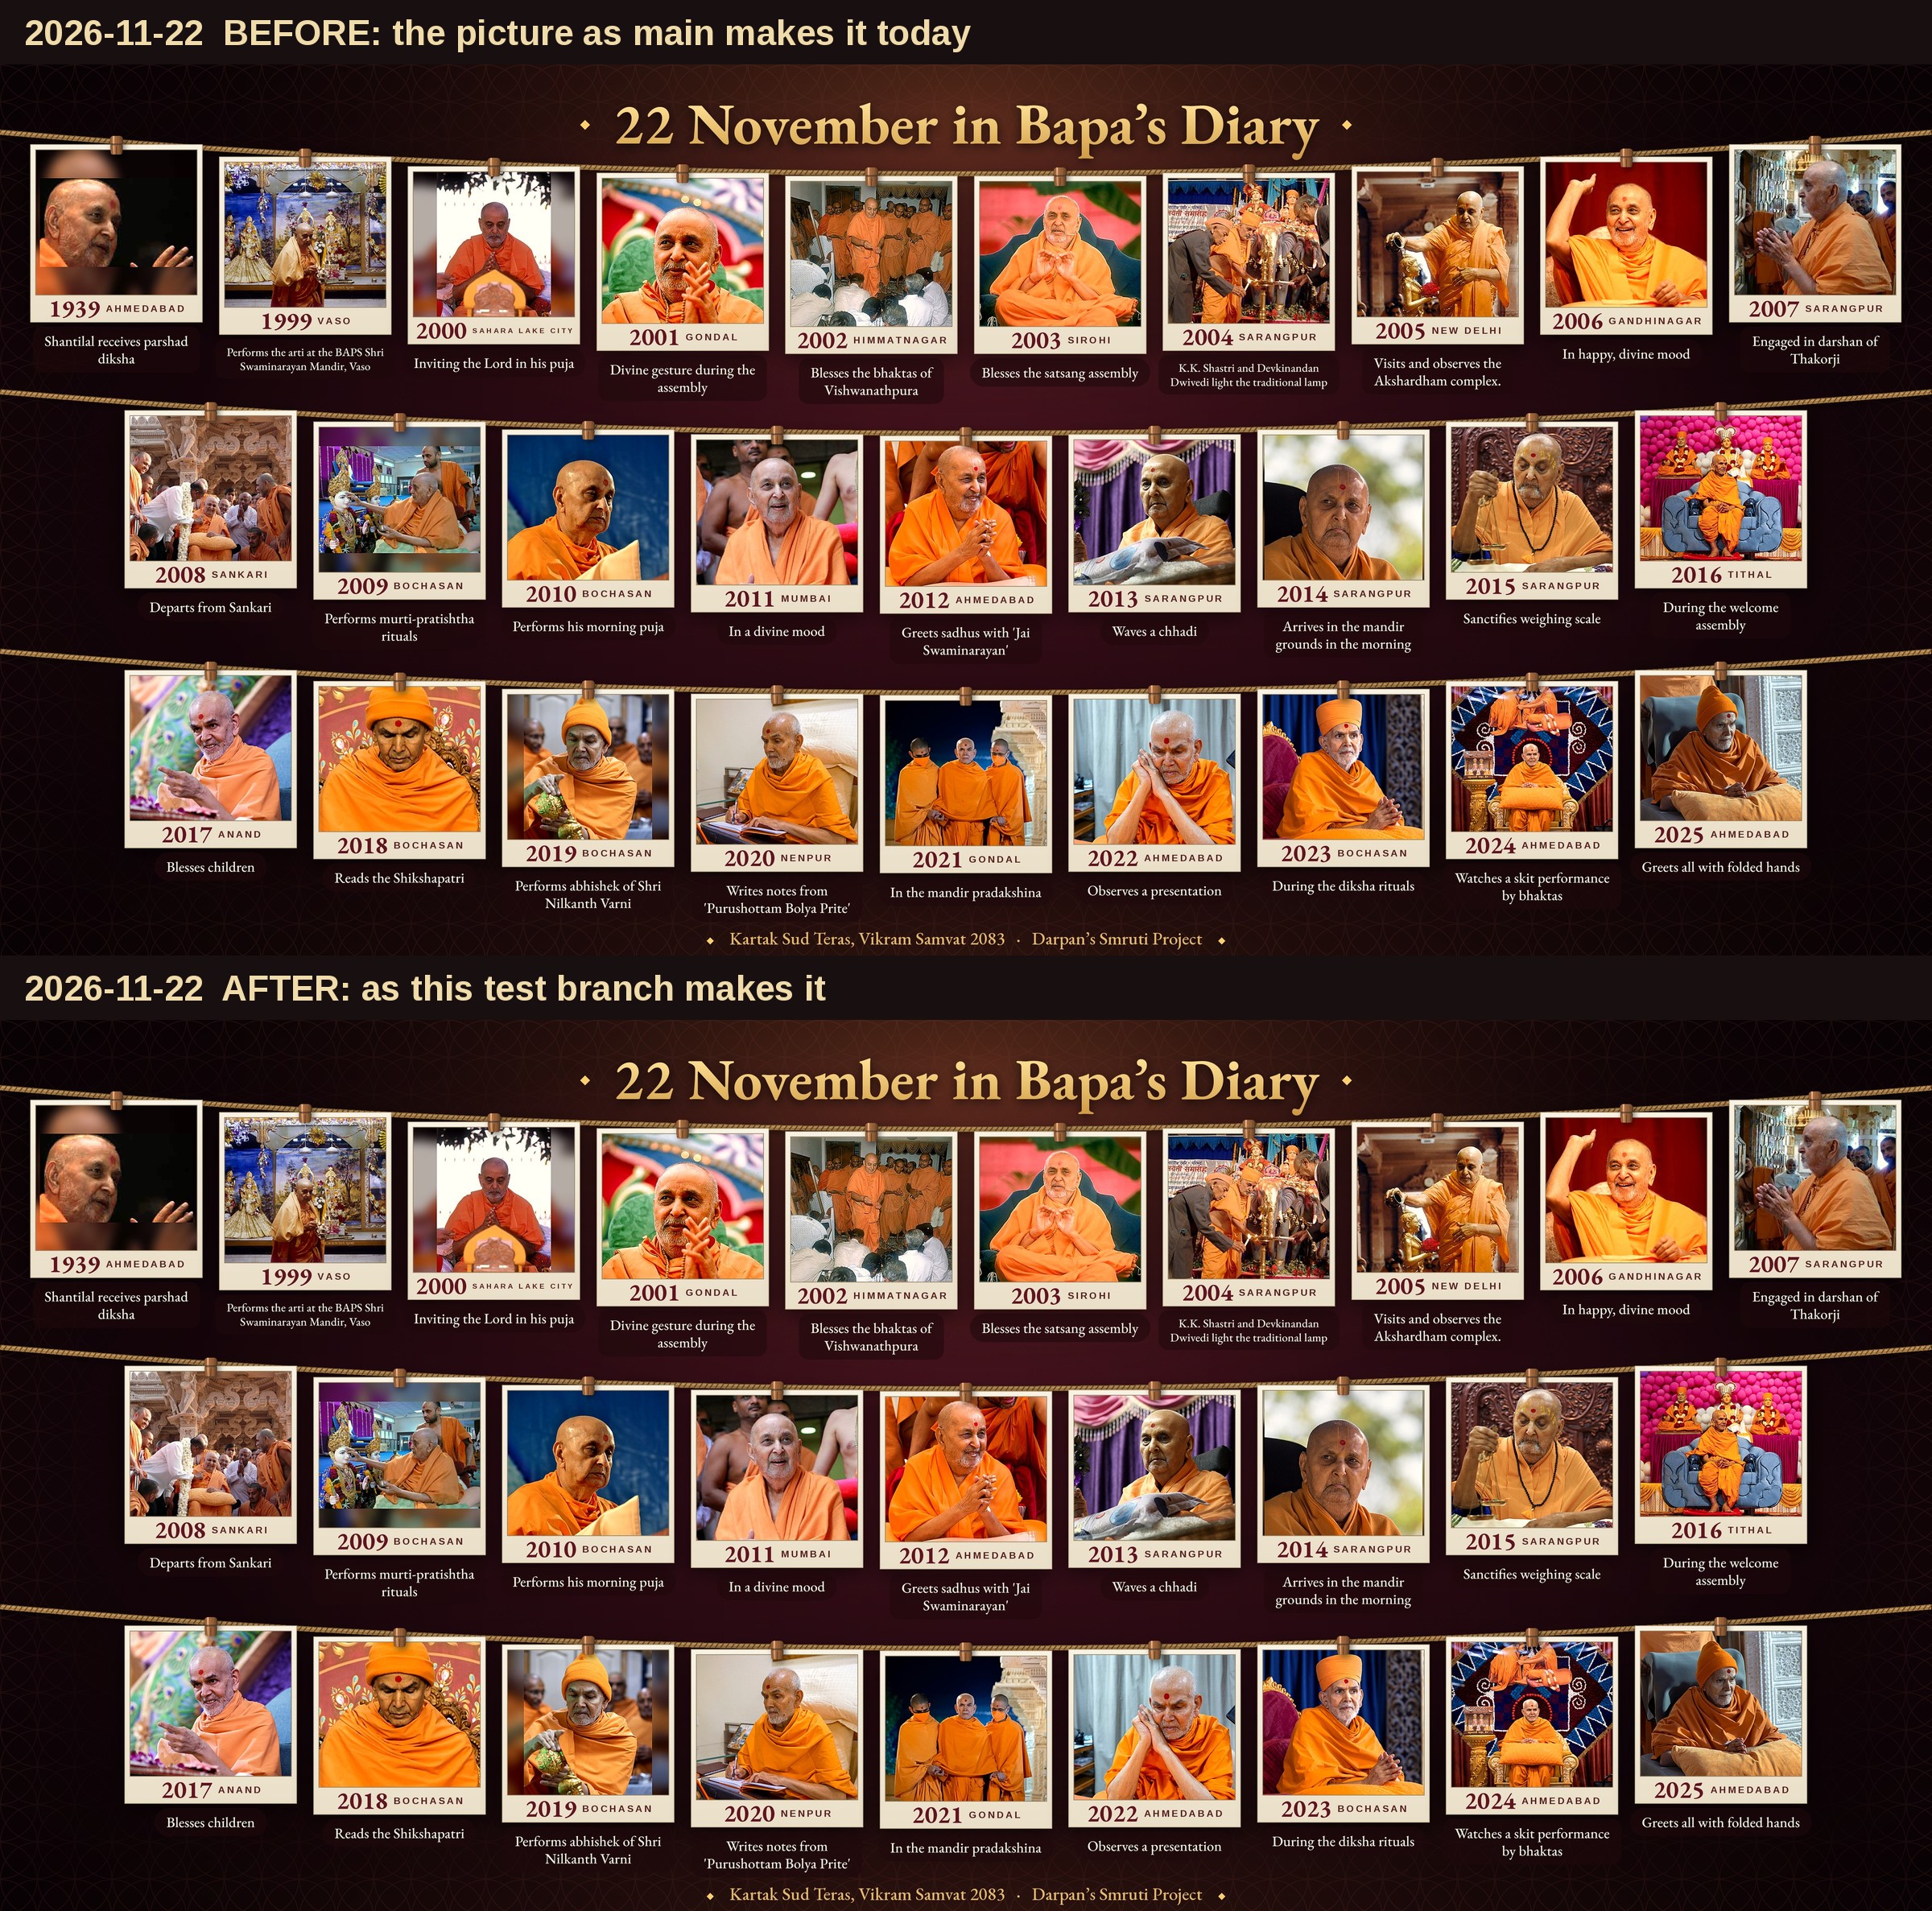 2026-11-22 BEFORE: the picture as main makes it today
22 November in Bapa’s Diary
1939 AHMEDABAD
Shantilal receives parshad
diksha
1999 VASO
Performs the arti at the BAPS Shri
Swaminarayan Mandir, Vaso
2000 SAHARA LAKE CITY
Inviting the Lord in his puja
2001 GONDAL
Divine gesture during the
assembly
2002 HIMMATNAGAR
Blesses the bhaktas of
Vishwanathpura
2003 SIROHI
Blesses the satsang assembly
2004 SARANGPUR
K.K. Shastri and Devkinandan
Dwivedi light the traditional lamp
2005 NEW DELHI
Visits and observes the
Akshardham complex.
2006 GANDHINAGAR
In happy, divine mood
2007 SARANGPUR
Engaged in darshan of
Thakorji
2008 SANKARI
Departs from Sankari
2009 BOCHASAN
Performs murti-pratishtha
rituals
2010 BOCHASAN
Performs his morning puja
2011 MUMBAI
In a divine mood
2012 AHMEDABAD
Greets sadhus with 'Jai
Swaminarayan'
2013 SARANGPUR
Waves a chhadi
2014 SARANGPUR
Arrives in the mandir
grounds in the morning
2015 SARANGPUR
Sanctifies weighing scale
2016 TITHAL
During the welcome
assembly
2017 ANAND
Blesses children
2018 BOCHASAN
Reads the Shikshapatri
2019 BOCHASAN
Performs abhishek of Shri
Nilkanth Varni
2020 NENPUR
Writes notes from
'Purushottam Bolya Prite'
2021 GONDAL
In the mandir pradakshina
2022 AHMEDABAD
Observes a presentation
2023 BOCHASAN
During the diksha rituals
2024 AHMEDABAD
Watches a skit performance
by bhaktas
2025 AHMEDABAD
Greets all with folded hands
Kartak Sud Teras, Vikram Samvat 2083 · Darpan’s Smruti Project
2026-11-22 AFTER: as this test branch makes it
22 November in Bapa’s Diary
1939 AHMEDABAD
Shantilal receives parshad
diksha
1999 VASO
Performs the arti at the BAPS Shri
Swaminarayan Mandir, Vaso
2000 SAHARA LAKE CITY
Inviting the Lord in his puja
2001 GONDAL
Divine gesture during the
assembly
2002 HIMMATNAGAR
Blesses the bhaktas of
Vishwanathpura
2003 SIROHI
Blesses the satsang assembly
2004 SARANGPUR
K.K. Shastri and Devkinandan
Dwivedi light the traditional lamp
2005 NEW DELHI
Visits and observes the
Akshardham complex.
2006 GANDHINAGAR
In happy, divine mood
2007 SARANGPUR
Engaged in darshan of
Thakorji
2008 SANKARI
Departs from Sankari
2009 BOCHASAN
Performs murti-pratishtha
rituals
2010 BOCHASAN
Performs his morning puja
2011 MUMBAI
In a divine mood
2012 AHMEDABAD
Greets sadhus with 'Jai
Swaminarayan'
2013 SARANGPUR
Waves a chhadi
2014 SARANGPUR
Arrives in the mandir
grounds in the morning
2015 SARANGPUR
Sanctifies weighing scale
2016 TITHAL
During the welcome
assembly
2017 ANAND
Blesses children
2018 BOCHASAN
Reads the Shikshapatri
2019 BOCHASAN
Performs abhishek of Shri
Nilkanth Varni
2020 NENPUR
Writes notes from
'Purushottam Bolya Prite'
2021 GONDAL
In the mandir pradakshina
2022 AHMEDABAD
Observes a presentation
2023 BOCHASAN
During the diksha rituals
2024 AHMEDABAD
Watches a skit performance
by bhaktas
2025 AHMEDABAD
Greets all with folded hands
Kartak Sud Teras, Vikram Samvat 2083 · Darpan’s Smruti Project